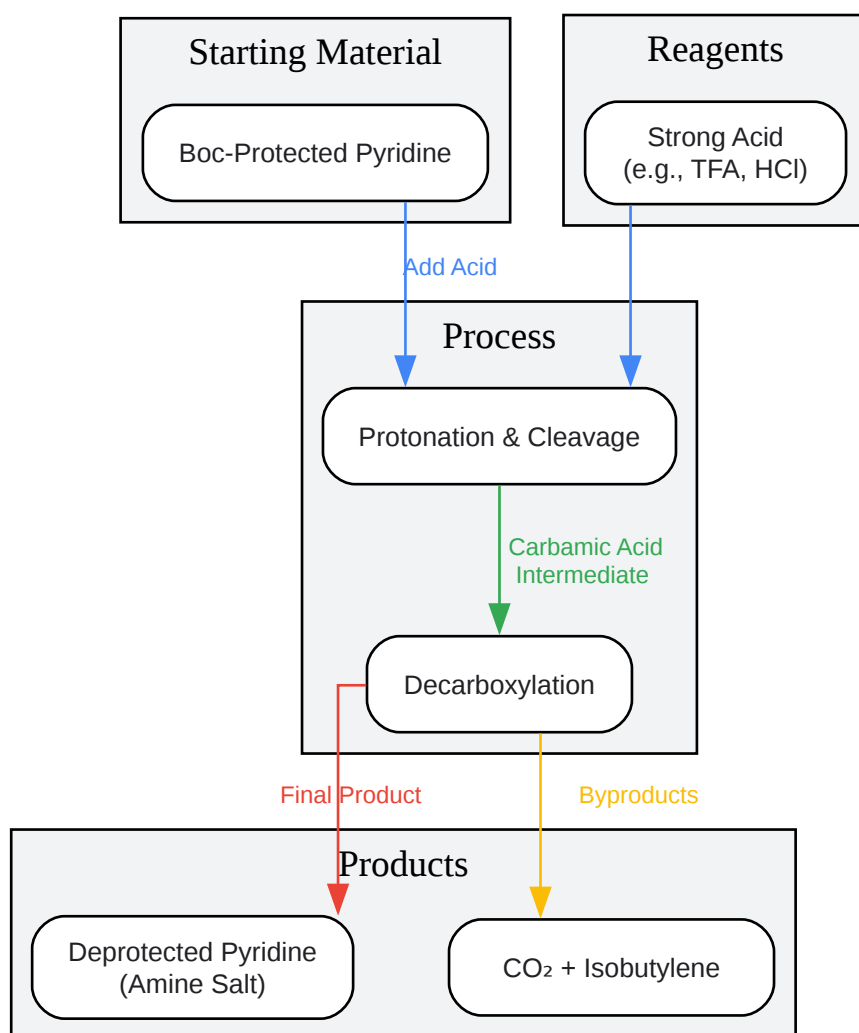 Starting Material
Reagents
Boc-Protected Pyridine
Strong Acid
(e.g., TFA, HCl)
Add Acid
Process
Protonation & Cleavage
Carbamic Acid
Intermediate
Decarboxylation
Final Product
Byproducts
Products
Deprotected Pyridine
(Amine Salt)
CO₂ + Isobutylene